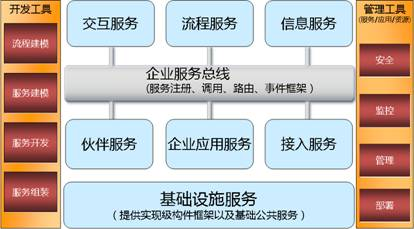 开发工具
流程建模
服务建模
服务开发
服务组装
交互服务
流程服务
信息服务
企业服务总线
(服务注册、调用、路由、事件框架)
伙伴服务
企业应用服务
接入服务
基础设施服务
(提供实现级构件框架以及基础公共服务)
管理工具
(服务/应用/资源)
安全
监控
管理
部署